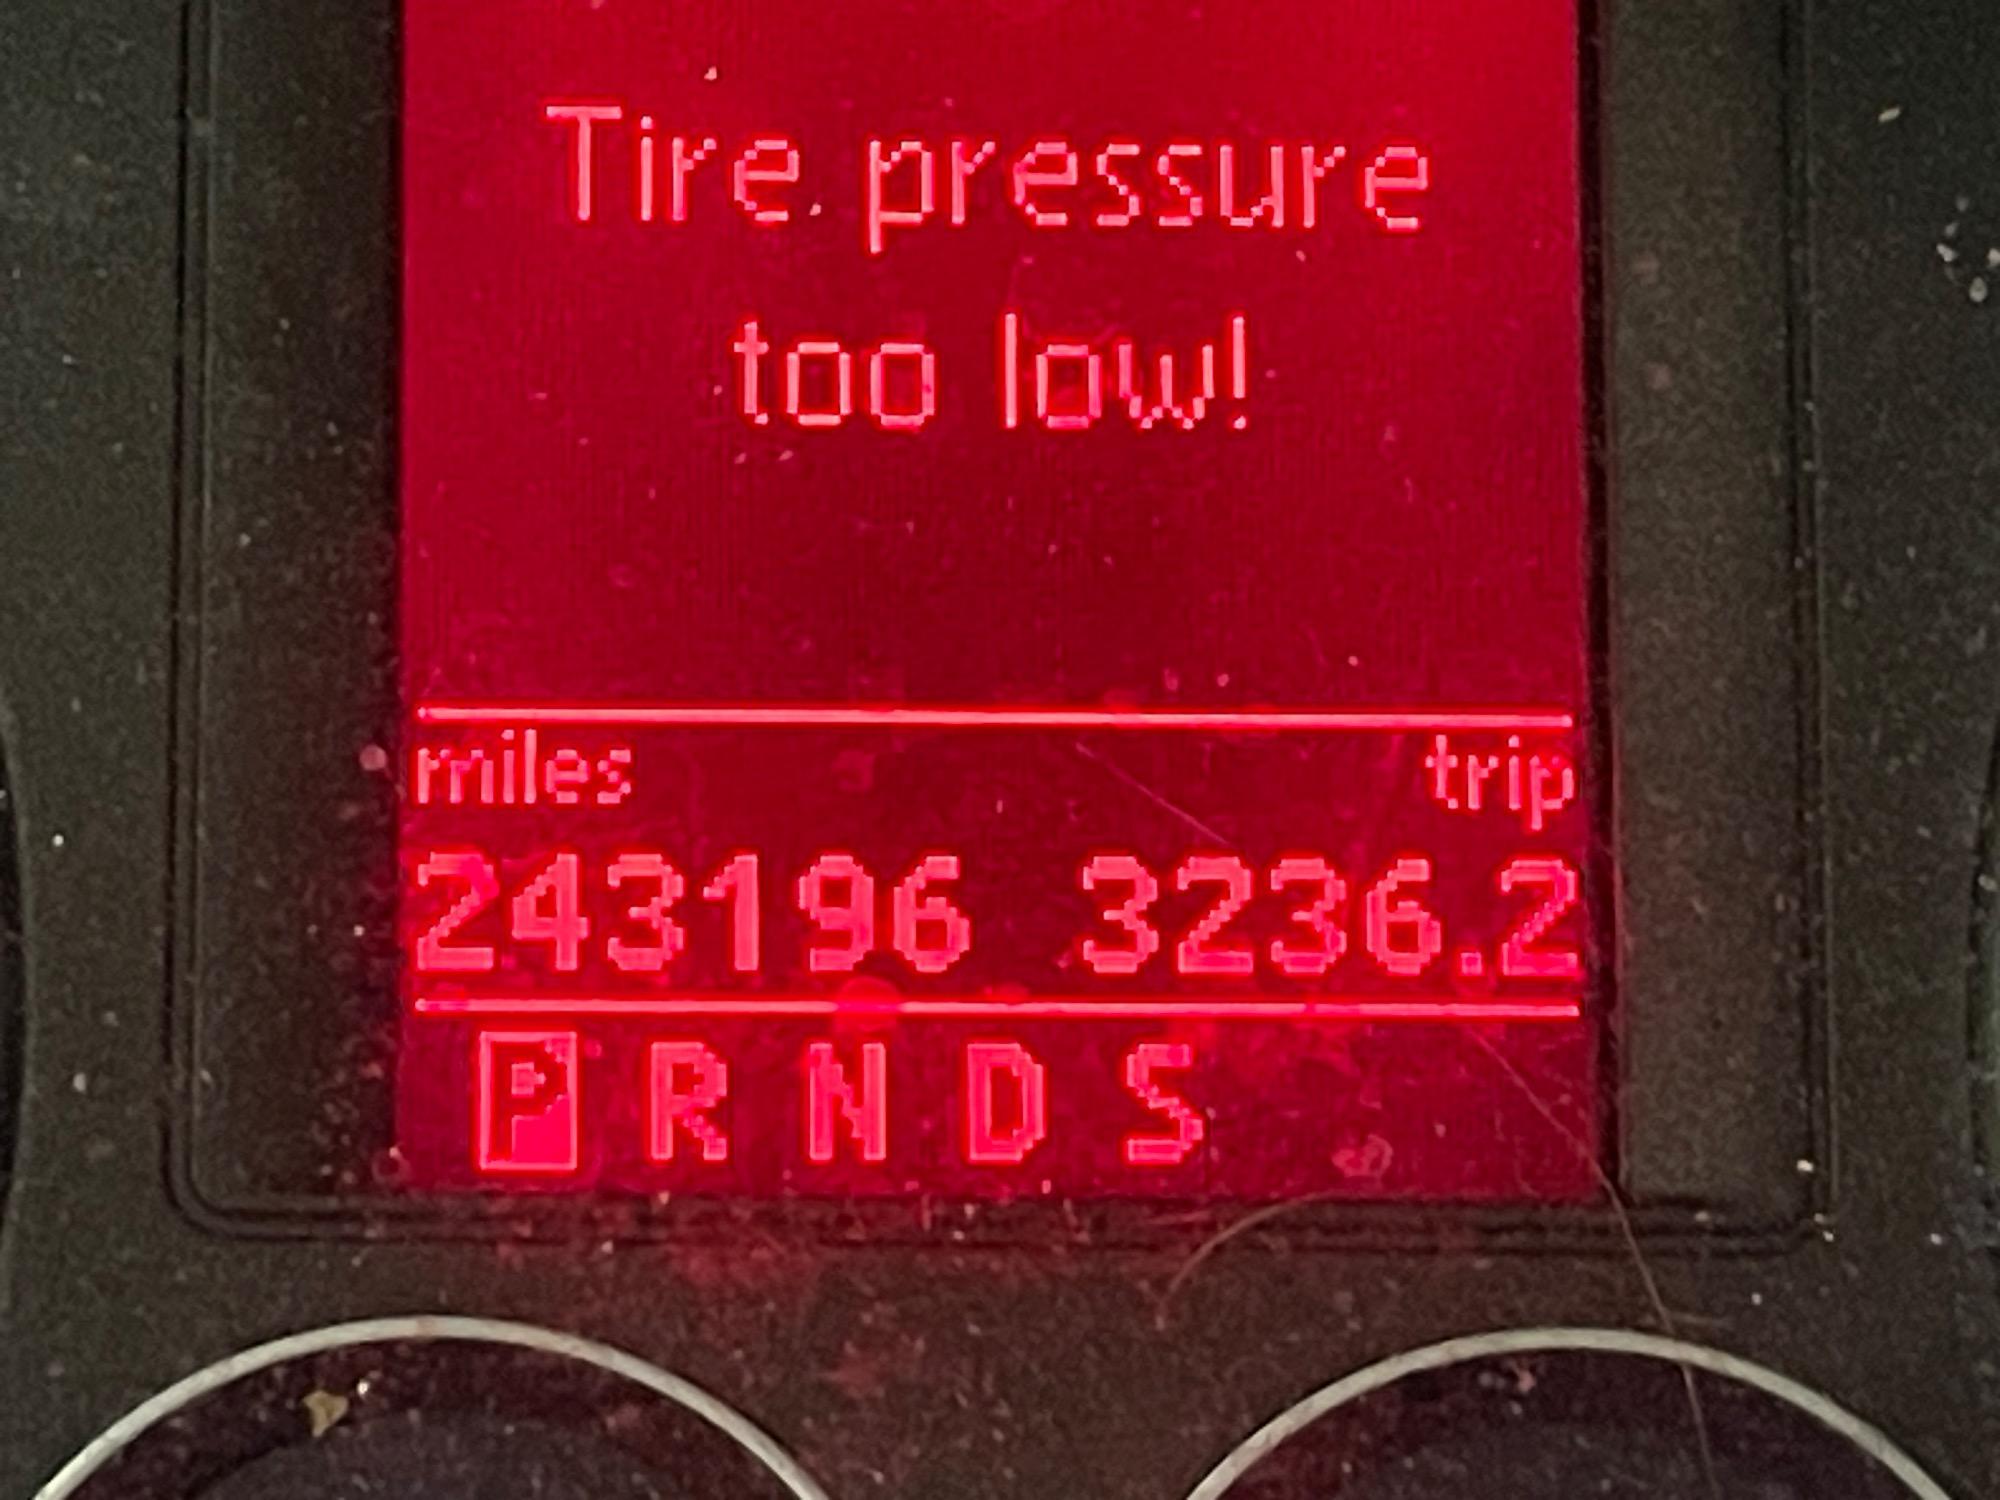 Tire pressure
too low!
miles trip
243196 3236.2
P R N D S